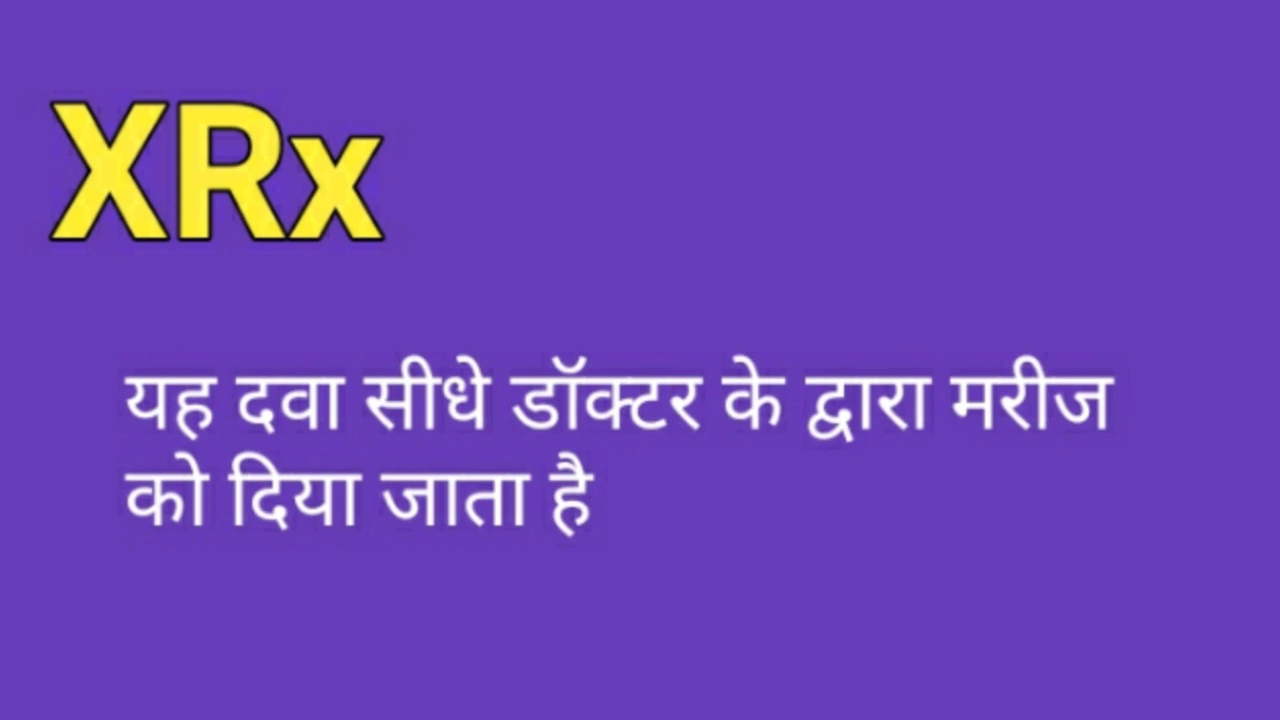 XRx
यह दवा सीधे डॉक्टर के द्वारा मरीज
को दिया जाता है